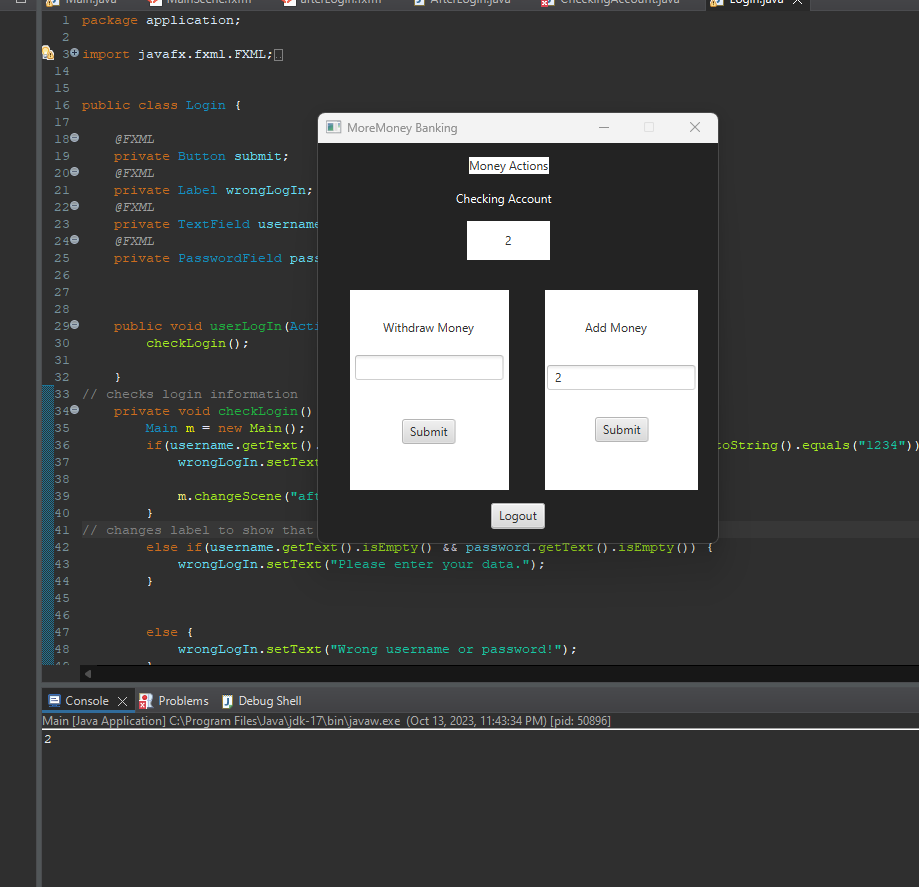 Main.java MainScene.fxml afterLogin.fxml AfterLogin.java CheckingAccount.java Login.java
1 package application;
2
3 import javafx.fxml.FXML;
14
15
16 public class Login {
17
18 @FXML
19 private Button submit;
20 @FXML
21 private Label wrongLogIn;
22 @FXML
23 private TextField username
24 @FXML
25 private PasswordField pass
26
27
28
29 public void userLogIn(Acti
30 checkLogin();
31
32 }
33 // checks login information
34 private void checkLogin()
35 Main m = new Main();
36 if(username.getText(). toString().equals("1234"))
37 wrongLogIn.setText
38
39 m.changeScene("aft
40 }
41 // changes label to show that
42 else if(username.getText().isEmpty() && password.getText().isEmpty()) {
43 wrongLogIn.setText("Please enter your data.");
44 }
45
46
47 else {
48 wrongLogIn.setText("Wrong username or password!");
49 }
MoreMoney Banking
Money Actions
Checking Account
2
Withdraw Money
Submit
Add Money
2
Submit
Logout
Console Problems Debug Shell
Main [Java Application] C:\Program Files\Java\jdk-17\bin\javaw.exe (Oct 13, 2023, 11:43:34 PM) [pid: 50896]
2